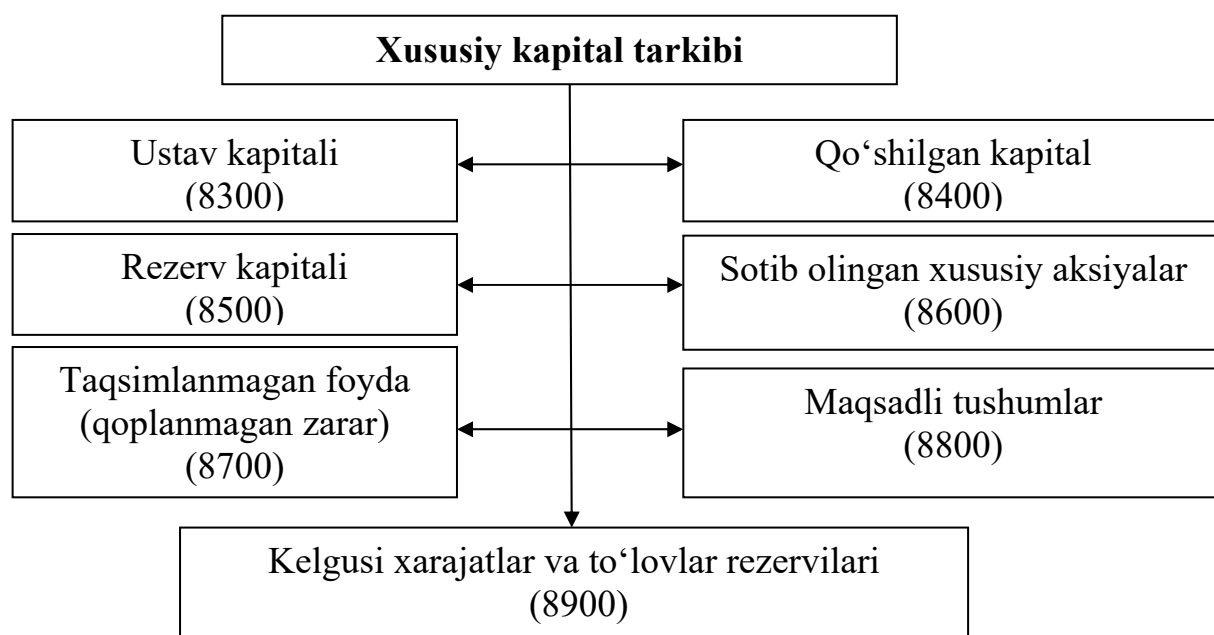 Xususiy kapital tarkibi
Ustav kapitali
(8300)
Qo‘shilgan kapital
(8400)
Rezerv kapitali
(8500)
Sotib olingan xususiy aksiyalar
(8600)
Taqsimlanmagan foyda
(qoplanmagan zarar)
(8700)
Maqsadli tushumlar
(8800)
Kelgusi xarajatlar va to‘lovlar rezervilari
(8900)